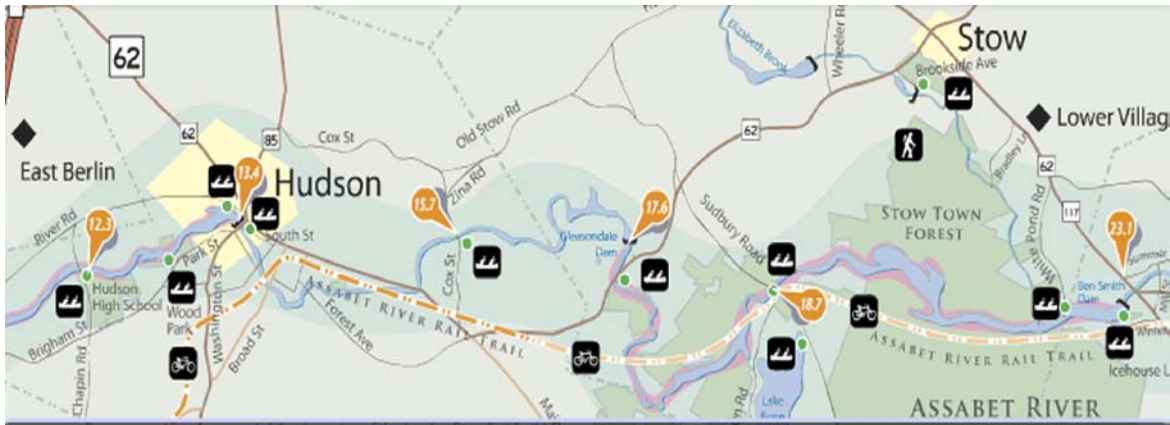 62
Stow
Brookside Ave
Elizabeth Brook
Wheeler Rd
Lower Villag
62
85
Cox St
Old Stow Rd
62
East Berlin
Hudson
13.4
Zina Rd
15.7
17.6
Bradley Ln
62
117
River Rd
12.3
South St
Park St
Gleasondale
Dam
Sudbury Road
STOW TOWN
FOREST
White Pond Rd
23.1
Summer
Hudson
High School
Wood
Park
Washington St
Cox St
18.7
Ben Smith
Dam
Brigham St
Broad St
Forest Ave
ASSABET RIVER RAIL TRAIL
ASSABET RIVER RAIL TRAIL
Icehouse L
Chapin Rd
Lake
ASSABET RIVER